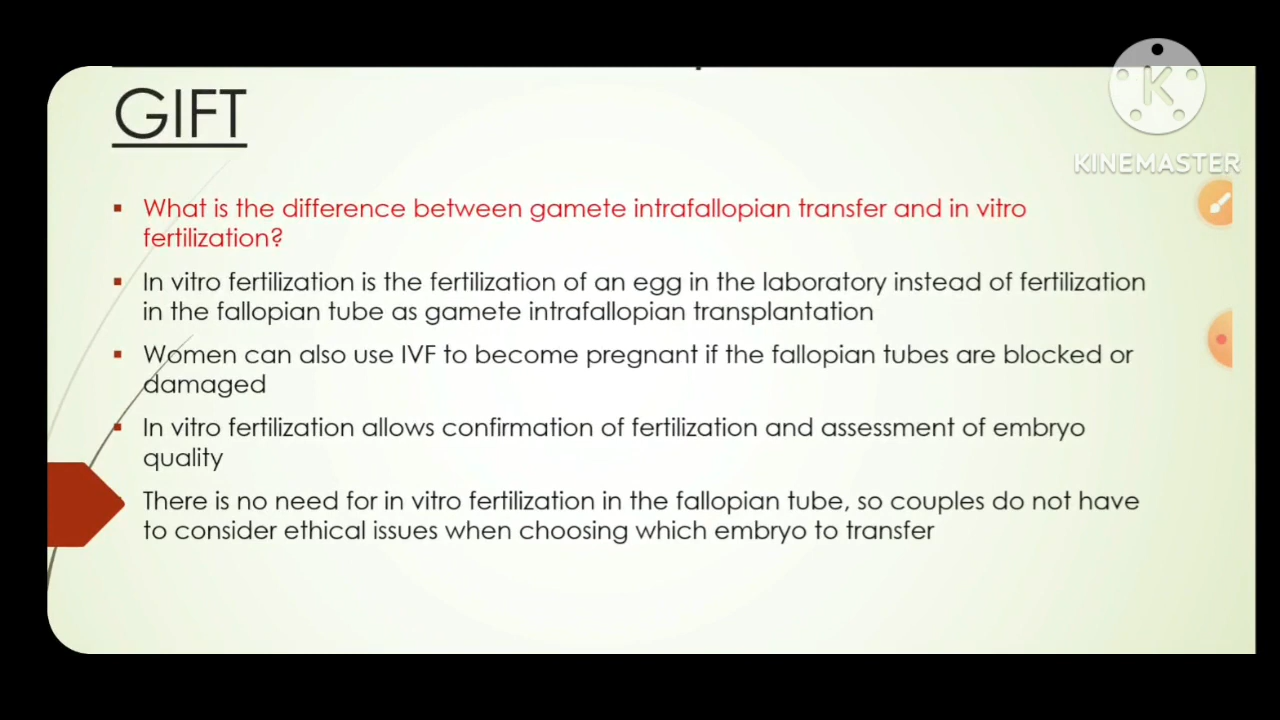 GIFT
K
KINEMASTER
What is the difference between gamete intrafallopian transfer and in vitro
fertilization?
In vitro fertilization is the fertilization of an egg in the laboratory instead of fertilization
in the fallopian tube as gamete intrafallopian transplantation
Women can also use IVF to become pregnant if the fallopian tubes are blocked or
damaged
In vitro fertilization allows confirmation of fertilization and assessment of embryo
quality
There is no need for in vitro fertilization in the fallopian tube, so couples do not have
to consider ethical issues when choosing which embryo to transfer